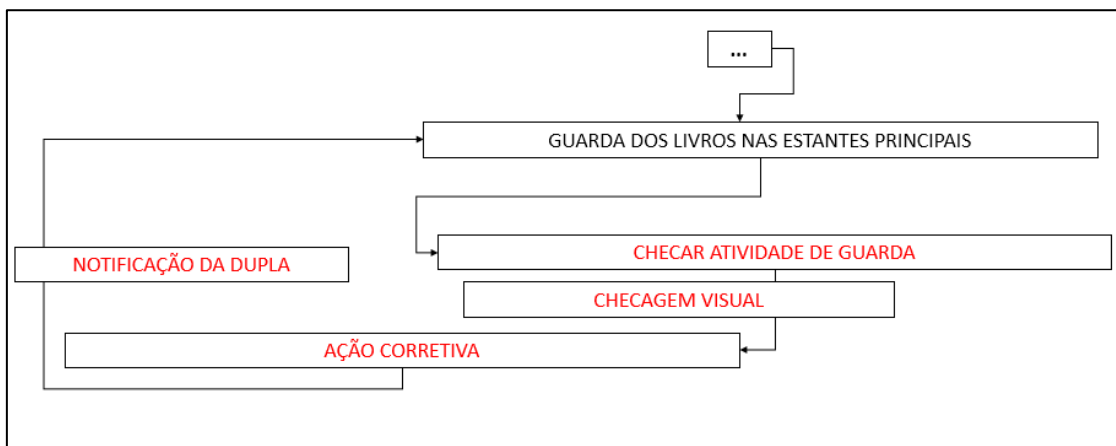 ...
GUARDA DOS LIVROS NAS ESTANTES PRINCIPAIS
CHECAR ATIVIDADE DE GUARDA
NOTIFICAÇÃO DA DUPLA
CHECAGEM VISUAL
AÇÃO CORRETIVA